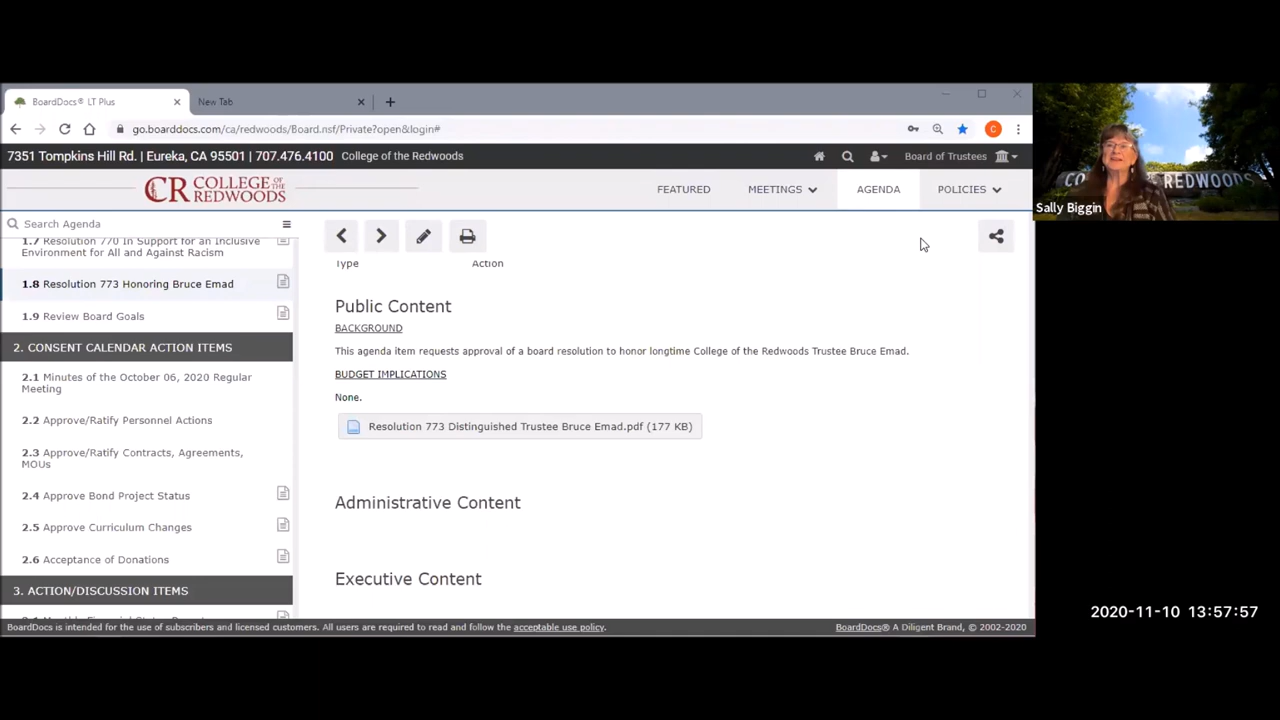 BoardDocs® LT Plus
New Tab
go.boarddocs.com/ca/redwoods/Board.nsf/Private?open&login#
C
7351 Tompkins Hill Rd. | Eureka, CA 95501 | 707.476.4100 College of the Redwoods
Board of Trustees
CR COLLEGE OF THE REDWOODS
FEATURED
MEETINGS
AGENDA
POLICIES
Search Agenda
1.7 Resolution 770 In Support for an Inclusive
Environment for All and Against Racism
1.8 Resolution 773 Honoring Bruce Emad
1.9 Review Board Goals
2. CONSENT CALENDAR ACTION ITEMS
2.1 Minutes of the October 06, 2020 Regular
Meeting
2.2 Approve/Ratify Personnel Actions
2.3 Approve/Ratify Contracts, Agreements,
MOUs
2.4 Approve Bond Project Status
2.5 Approve Curriculum Changes
2.6 Acceptance of Donations
3. ACTION/DISCUSSION ITEMS
Type Action
Public Content
BACKGROUND
This agenda item requests approval of a board resolution to honor longtime College of the Redwoods Trustee Bruce Emad.
BUDGET IMPLICATIONS
None.
Resolution 773 Distinguished Trustee Bruce Emad.pdf (177 KB)
Administrative Content
Executive Content
BoardDocs is intended for the use of subscribers and licensed customers. All users are required to read and follow the acceptable use policy.
BoardDocs® A Diligent Brand, © 2002-2020
REDWOODS
Sally Biggin
2020-11-10 13:57:57